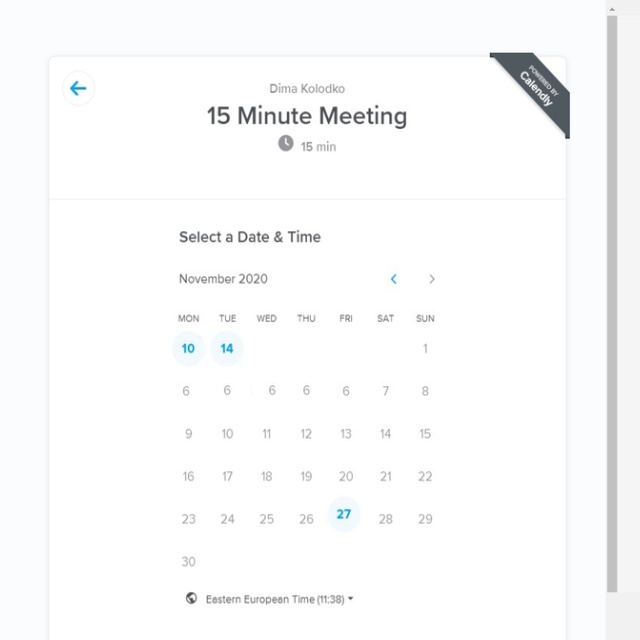 POWERED BY
Calendly
Dima Kolodko
15 Minute Meeting
15 min
Select a Date & Time
November 2020
MON TUE WED THU FRI SAT SUN
10 14 1
6 6 6 6 6 7 8
9 10 11 12 13 14 15
16 17 18 19 20 21 22
23 24 25 26 27 28 29
30
Eastern European Time (11:38)